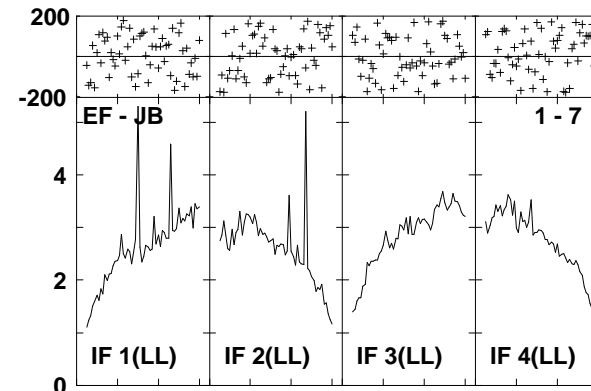 200
-200
EF - JB
1 - 7
4
2
IF 1(LL)
IF 2(LL)
IF 3(LL)
IF 4(LL)
0